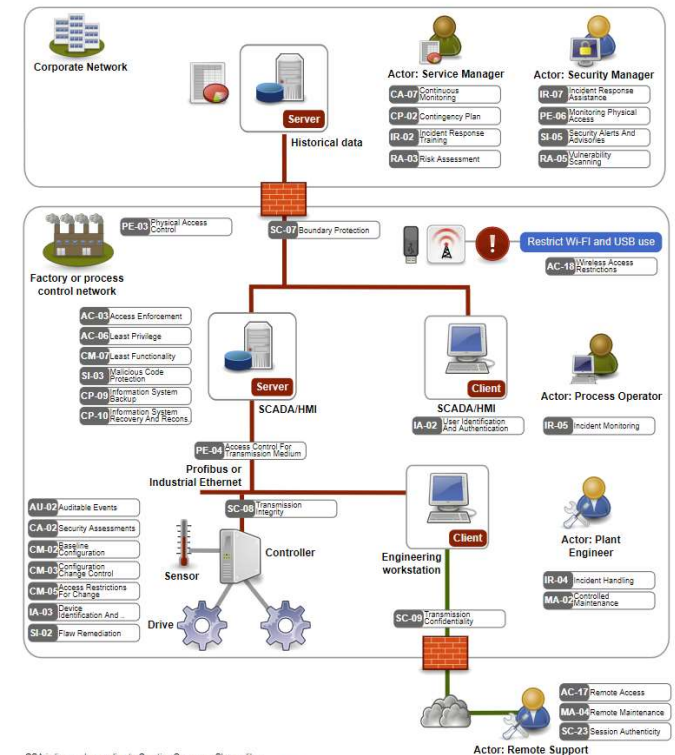 Corporate Network
Server
Historical data
Actor: Service Manager
CA-07 Continuous
Monitoring
CP-02 Contingency Plan
IR-02 Incident Response
Training
RA-03 Risk Assessment
Actor: Security Manager
IR-07 Incident Response
Assistance
PE-06 Monitoring Physical
Access
SI-05 Security Alerts And
Advisories
RA-05 Vulnerability
Scanning
PE-03 Physical Access
Control
SC-07 Boundary Protection
Restrict Wi-FI and USB use
AC-18 Wireless Access
Restrictions
Factory or process
control network
AC-03 Access Enforcement
AC-06 Least Privilege
CM-07 Least Functionality
SI-03 Malicious Code
Protection
CP-09 Information System
Backup
CP-10 Information System
Recovery And Recons.
Server
SCADA/HMI
Client
SCADA/HMI
IA-02 User Identification
And Authentication
Actor: Process Operator
IR-05 Incident Monitoring
PE-04 Access Control For
Transmission Medium
Profibus or
Industrial Ethernet
SC-08 Transmission
Integrity
AU-02 Auditable Events
CA-02 Security Assessments
CM-02 Baseline
Configuration
CM-03 Configuration
Change Control
CM-05 Access Restrictions
For Change
IA-03 Device
Identification And ..
SI-02 Flaw Remediation
Sensor
Controller
Drive
Client
Engineering
workstation
Actor: Plant
Engineer
IR-04 Incident Handling
MA-02 Controlled
Maintenance
SC-09 Transmission
Confidentiality
AC-17 Remote Access
MA-04 Remote Maintenance
SC-23 Session Authenticity
Actor: Remote Support